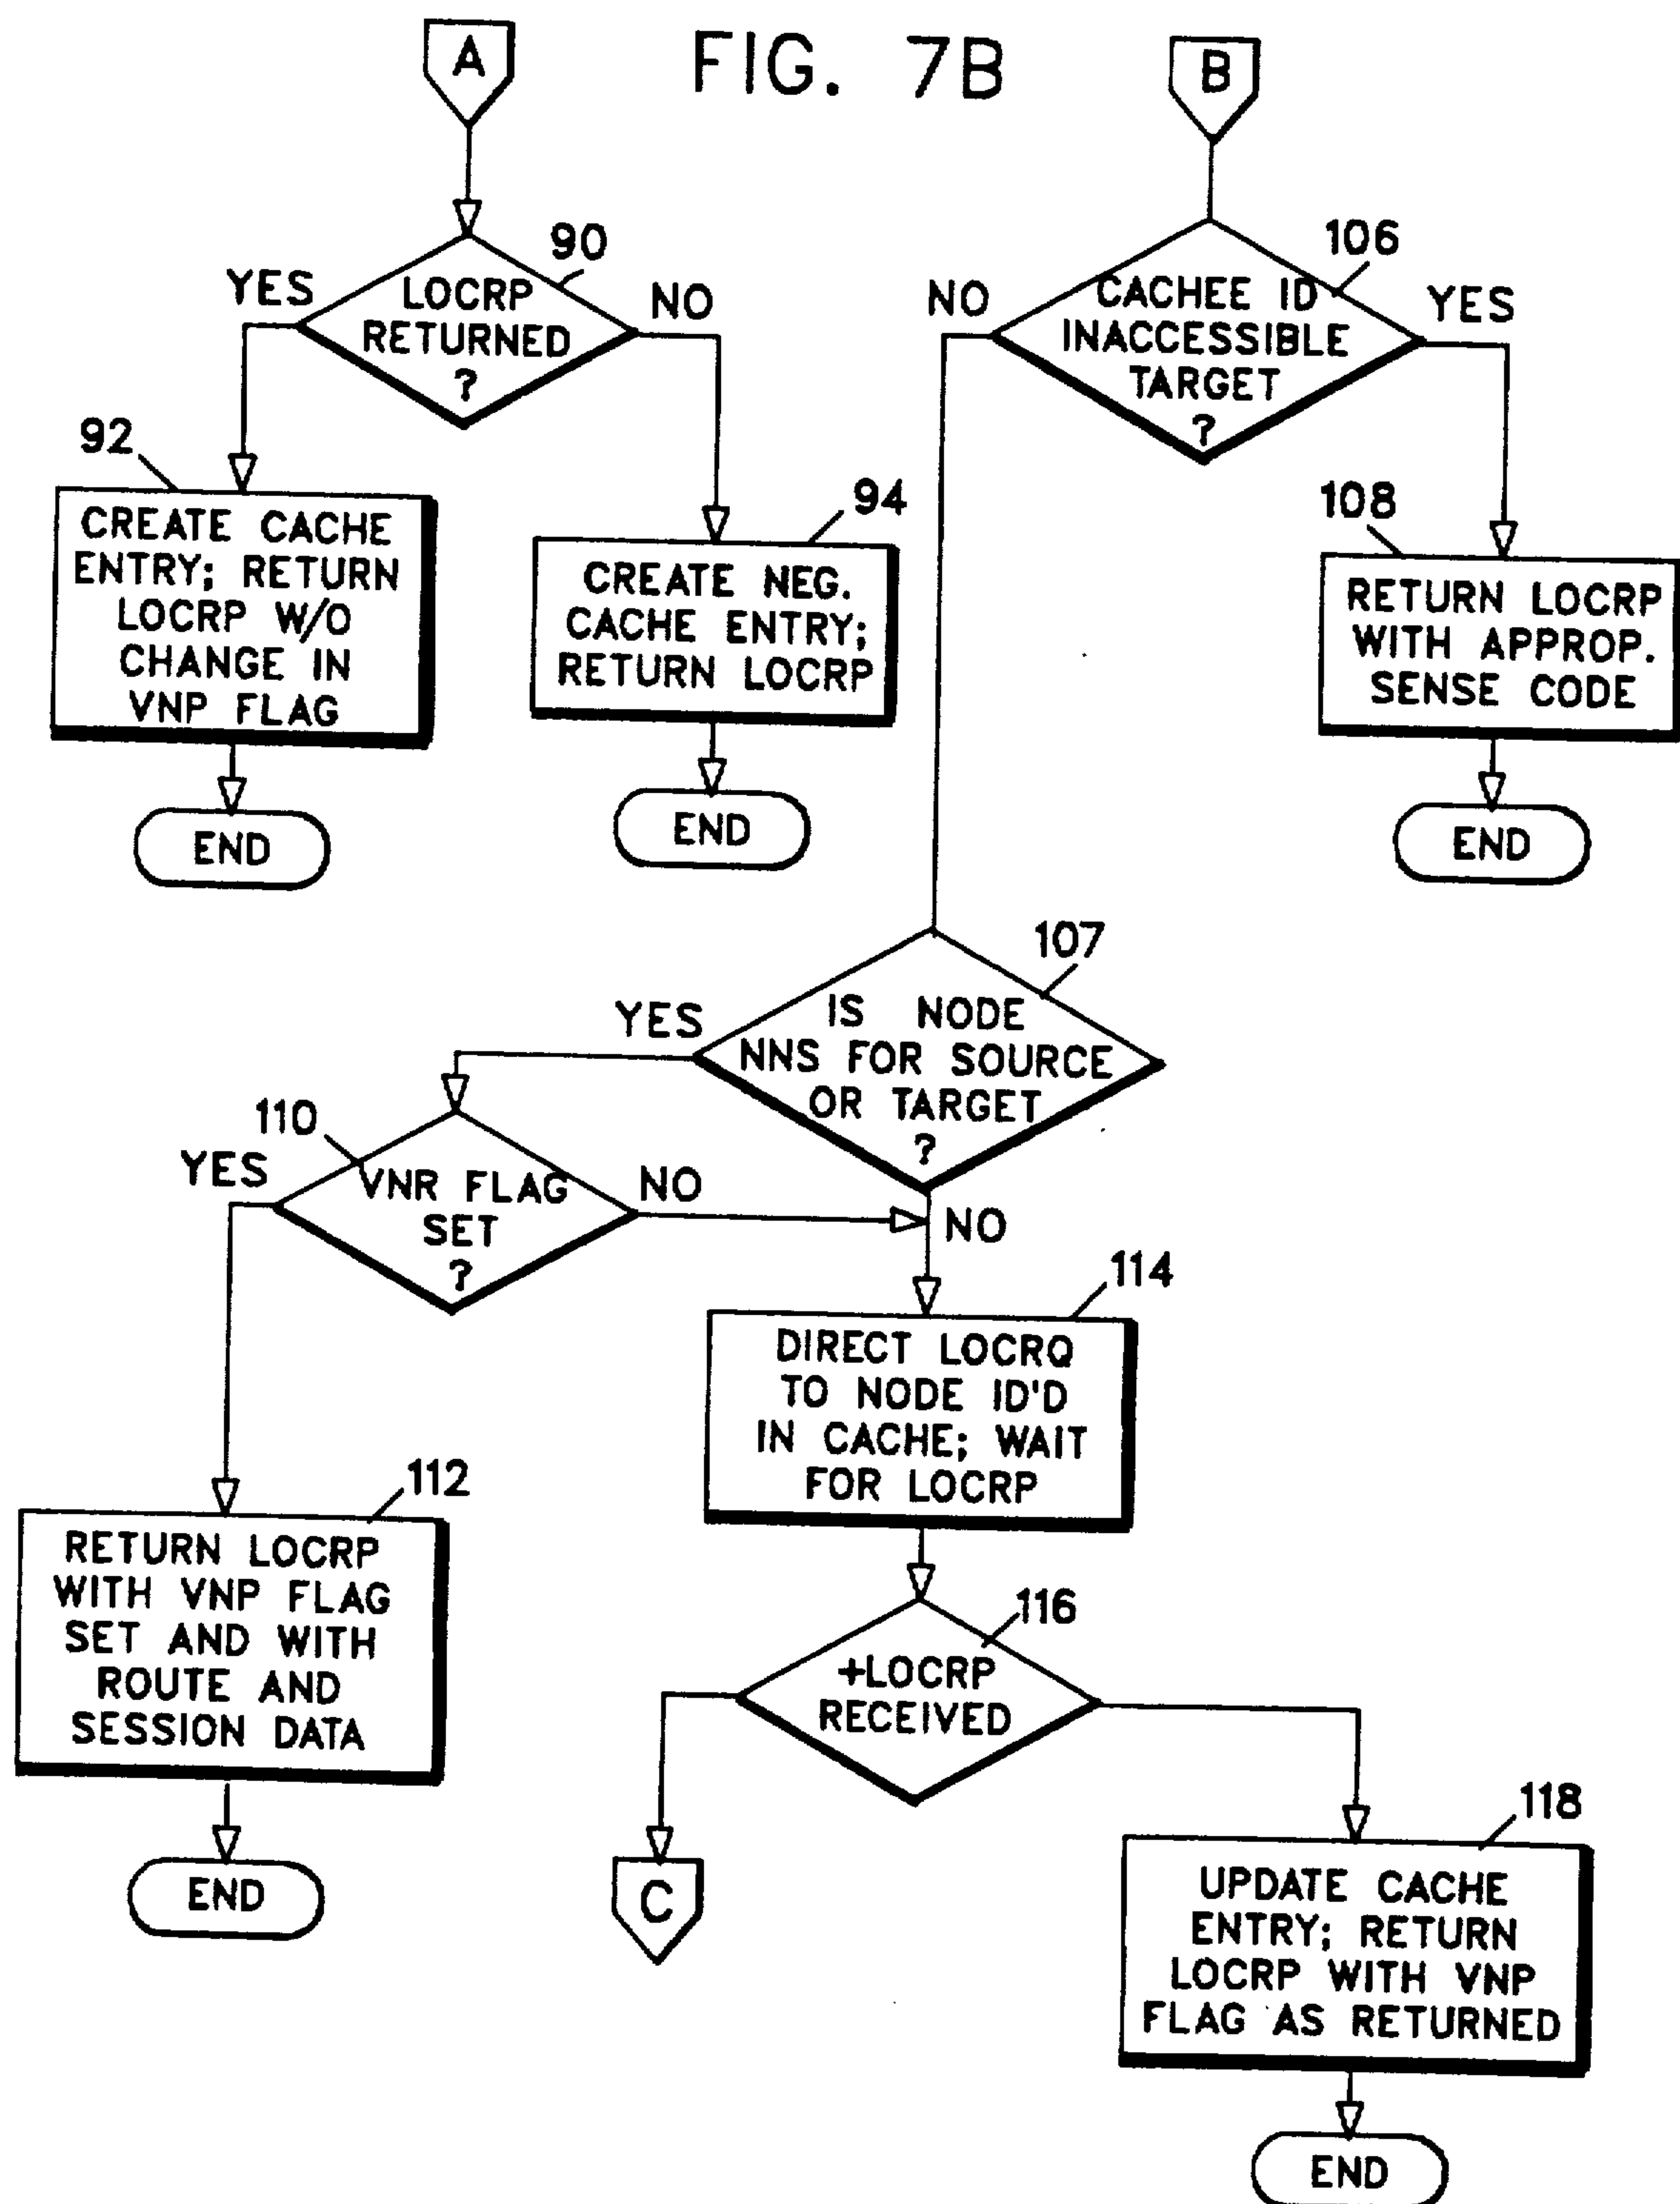 FIG. 7B
A
B
90
LOCRP
RETURNED
?
YES
NO
92
CREATE CACHE
ENTRY; RETURN
LOCRP W/O
CHANGE IN
VNP FLAG
END
94
CREATE NEG.
CACHE ENTRY;
RETURN LOCRP
END
106
CACHEE ID
INACCESSIBLE
TARGET
?
NO
YES
108
RETURN LOCRP
WITH APPROP.
SENSE CODE
END
107
IS NODE
NNS FOR SOURCE
OR TARGET
?
YES
NO
110
VNR FLAG
SET
?
YES
NO
112
RETURN LOCRP
WITH VNP FLAG
SET AND WITH
ROUTE AND
SESSION DATA
END
114
DIRECT LOCRQ
TO NODE ID'D
IN CACHE; WAIT
FOR LOCRP
116
+LOCRP
RECEIVED
C
118
UPDATE CACHE
ENTRY; RETURN
LOCRP WITH VNP
FLAG AS RETURNED
END